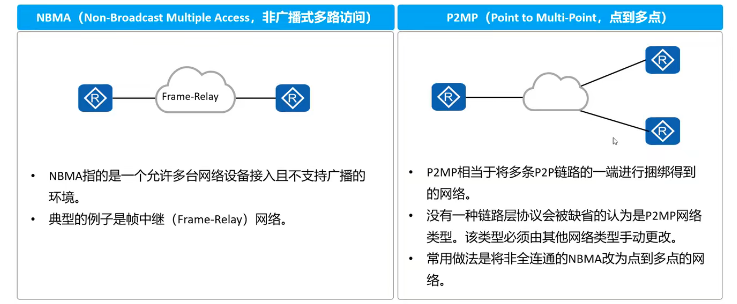 NBMA（Non-Broadcast Multiple Access，非广播式多路访问）
R
Frame-Relay
R
• NBMA指的是一个允许多台网络设备接入且不支持广播的
环境。
• 典型的例子是帧中继（Frame-Relay）网络。
P2MP（Point to Multi-Point，点到多点）
R
R
R
• P2MP相当于将多条P2P链路的一端进行捆绑得到
的网络。
• 没有一种链路层协议会被缺省的认为是P2MP网络
类型。该类型必须由其他网络类型手动更改。
• 常用做法是将非全连通的NBMA改为点到多点的网
络。